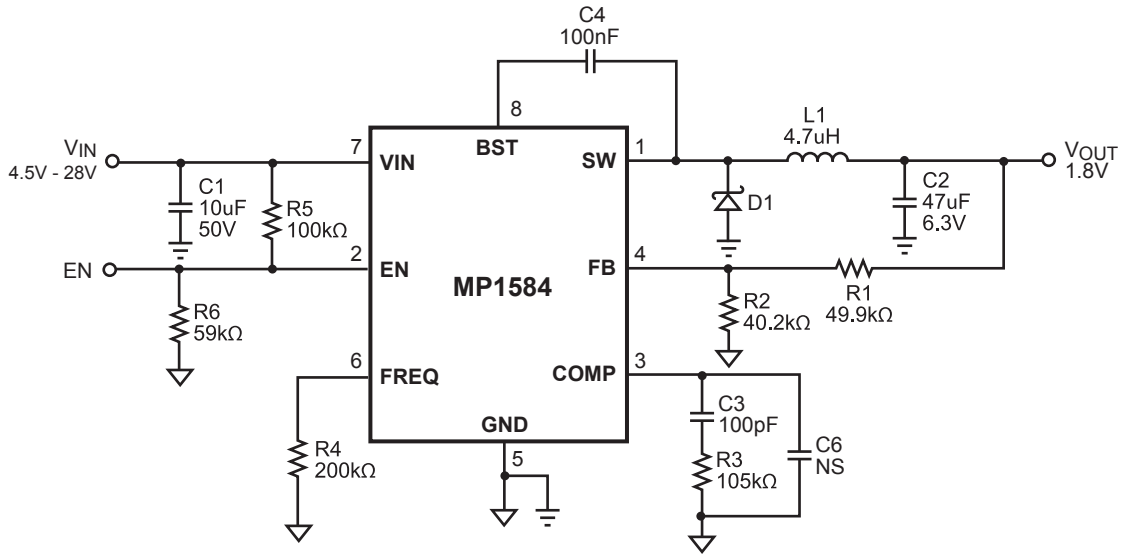 C4
100nF
8
BST
VIN
4.5V - 28V
7
VIN
C1
10uF
50V
R5
100kΩ
SW
1
L1
4.7uH
VOUT
1.8V
C2
47uF
6.3V
D1
EN
2
EN
R6
59kΩ
MP1584
FB
4
R2
40.2kΩ
R1
49.9kΩ
6
FREQ
R4
200kΩ
COMP
3
C3
100pF
R3
105kΩ
C6
NS
GND
5